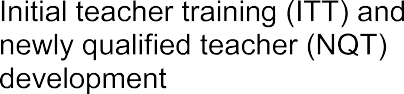 Initial teacher training (ITT) and
newly qualified teacher (NQT)
development